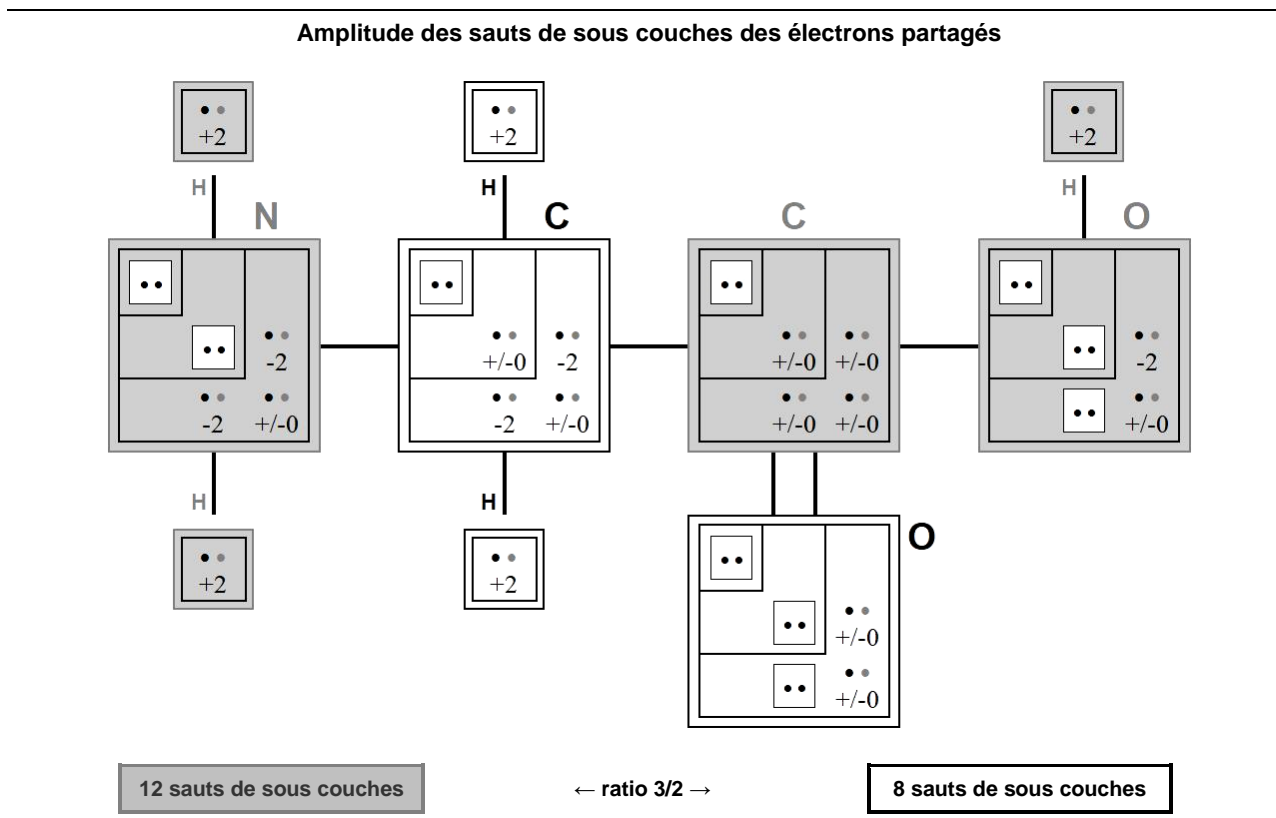 Amplitude des sauts de sous couches des électrons partagés
+2 +2 +2
H H H
N C C O
-2 +/-0 -2 +/-0 +/-0 -2
-2 +/-0 -2 +/-0 +/-0 +/-0 +/-0
H H O
+2 +2
+/-0
+/-0
12 sauts de sous couches ← ratio 3/2 → 8 sauts de sous couches